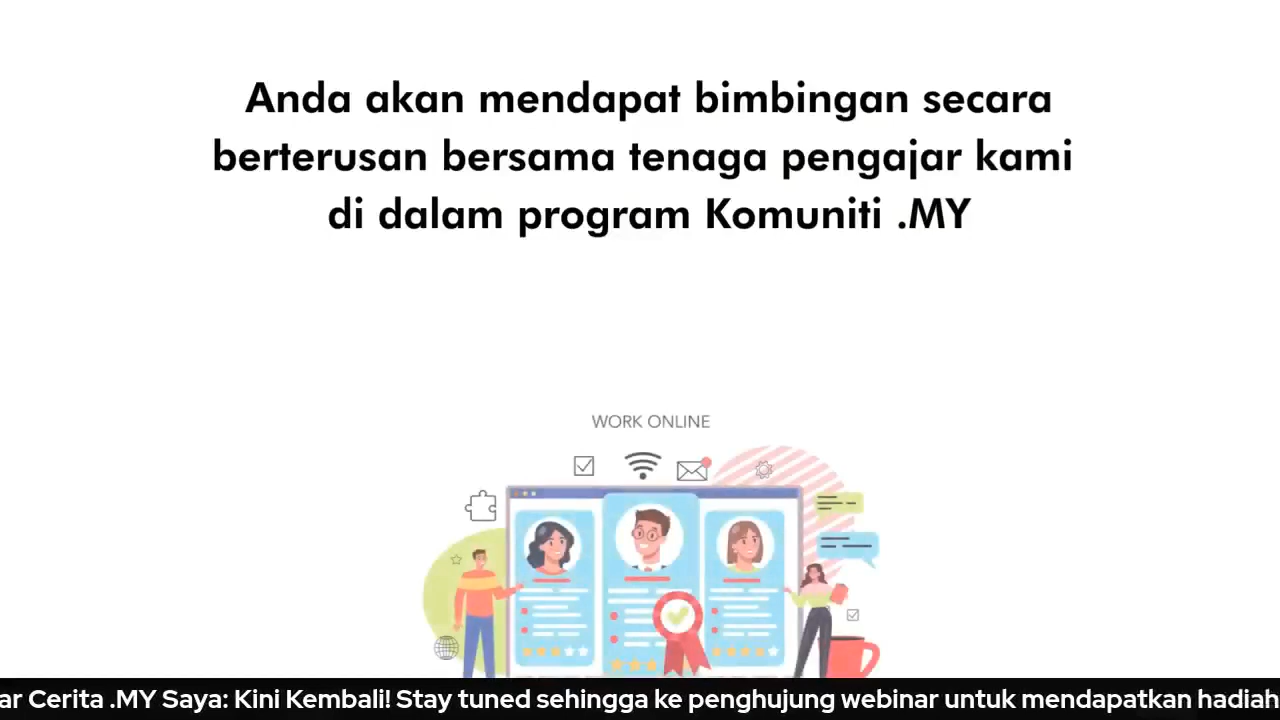 Anda akan mendapat bimbingan secara
berterusan bersama tenaga pengajar kami
di dalam program Komuniti .MY
WORK ONLINE
ar Cerita .MY Saya: Kini Kembali! Stay tuned sehingga ke penghujung webinar untuk mendapatkan hadiah